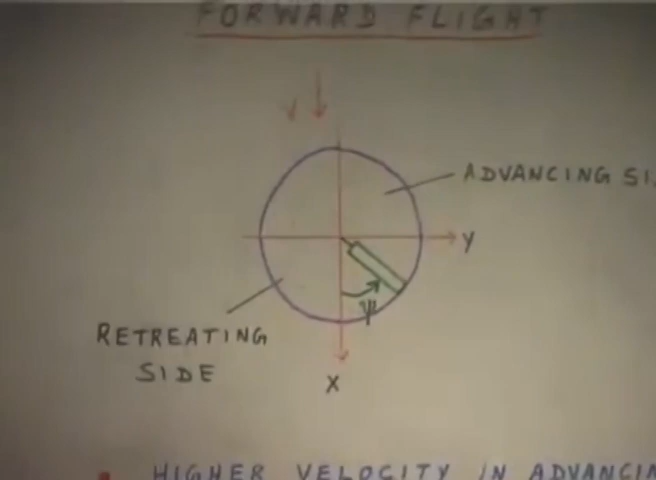 FORWARD FLIGHT
V
ADVANCING
Y
ψ
RETREATING
SIDE
X
HIGHER VELOCITY IN